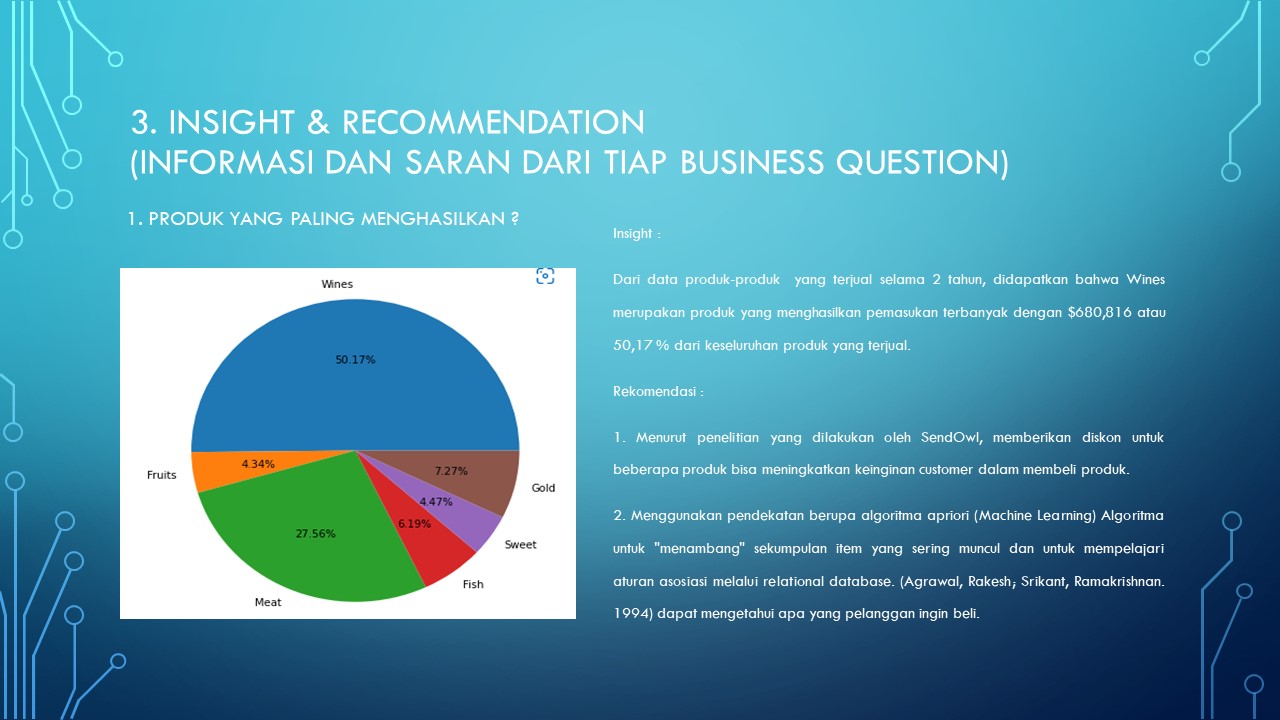 3. INSIGHT & RECOMMENDATION
(INFORMASI DAN SARAN DARI TIAP BUSINESS QUESTION)
1. PRODUK YANG PALING MENGHASILKAN ?
Wines
50.17%
Fruits
4.34%
7.27%
Gold
4.47%
6.19%
27.56%
Sweet
Fish
Meat
Insight :
Dari data produk-produk yang terjual selama 2 tahun, didapatkan bahwa Wines
merupakan produk yang menghasilkan pemasukan terbanyak dengan $680,816 atau
50,17 % dari keseluruhan produk yang terjual.
Rekomendasi :
1. Menurut penelitian yang dilakukan oleh SendOwl, memberikan diskon untuk
beberapa produk bisa meningkatkan keinginan customer dalam membeli produk.
2. Menggunakan pendekatan berupa algoritma apriori (Machine Learning) Algoritma
untuk "menambang" sekumpulan item yang sering muncul dan untuk mempelajari
aturan asosiasi melalui relational database. (Agrawal, Rakesh; Srikant, Ramakrishnan.
1994) dapat mengetahui apa yang pelanggan ingin beli.